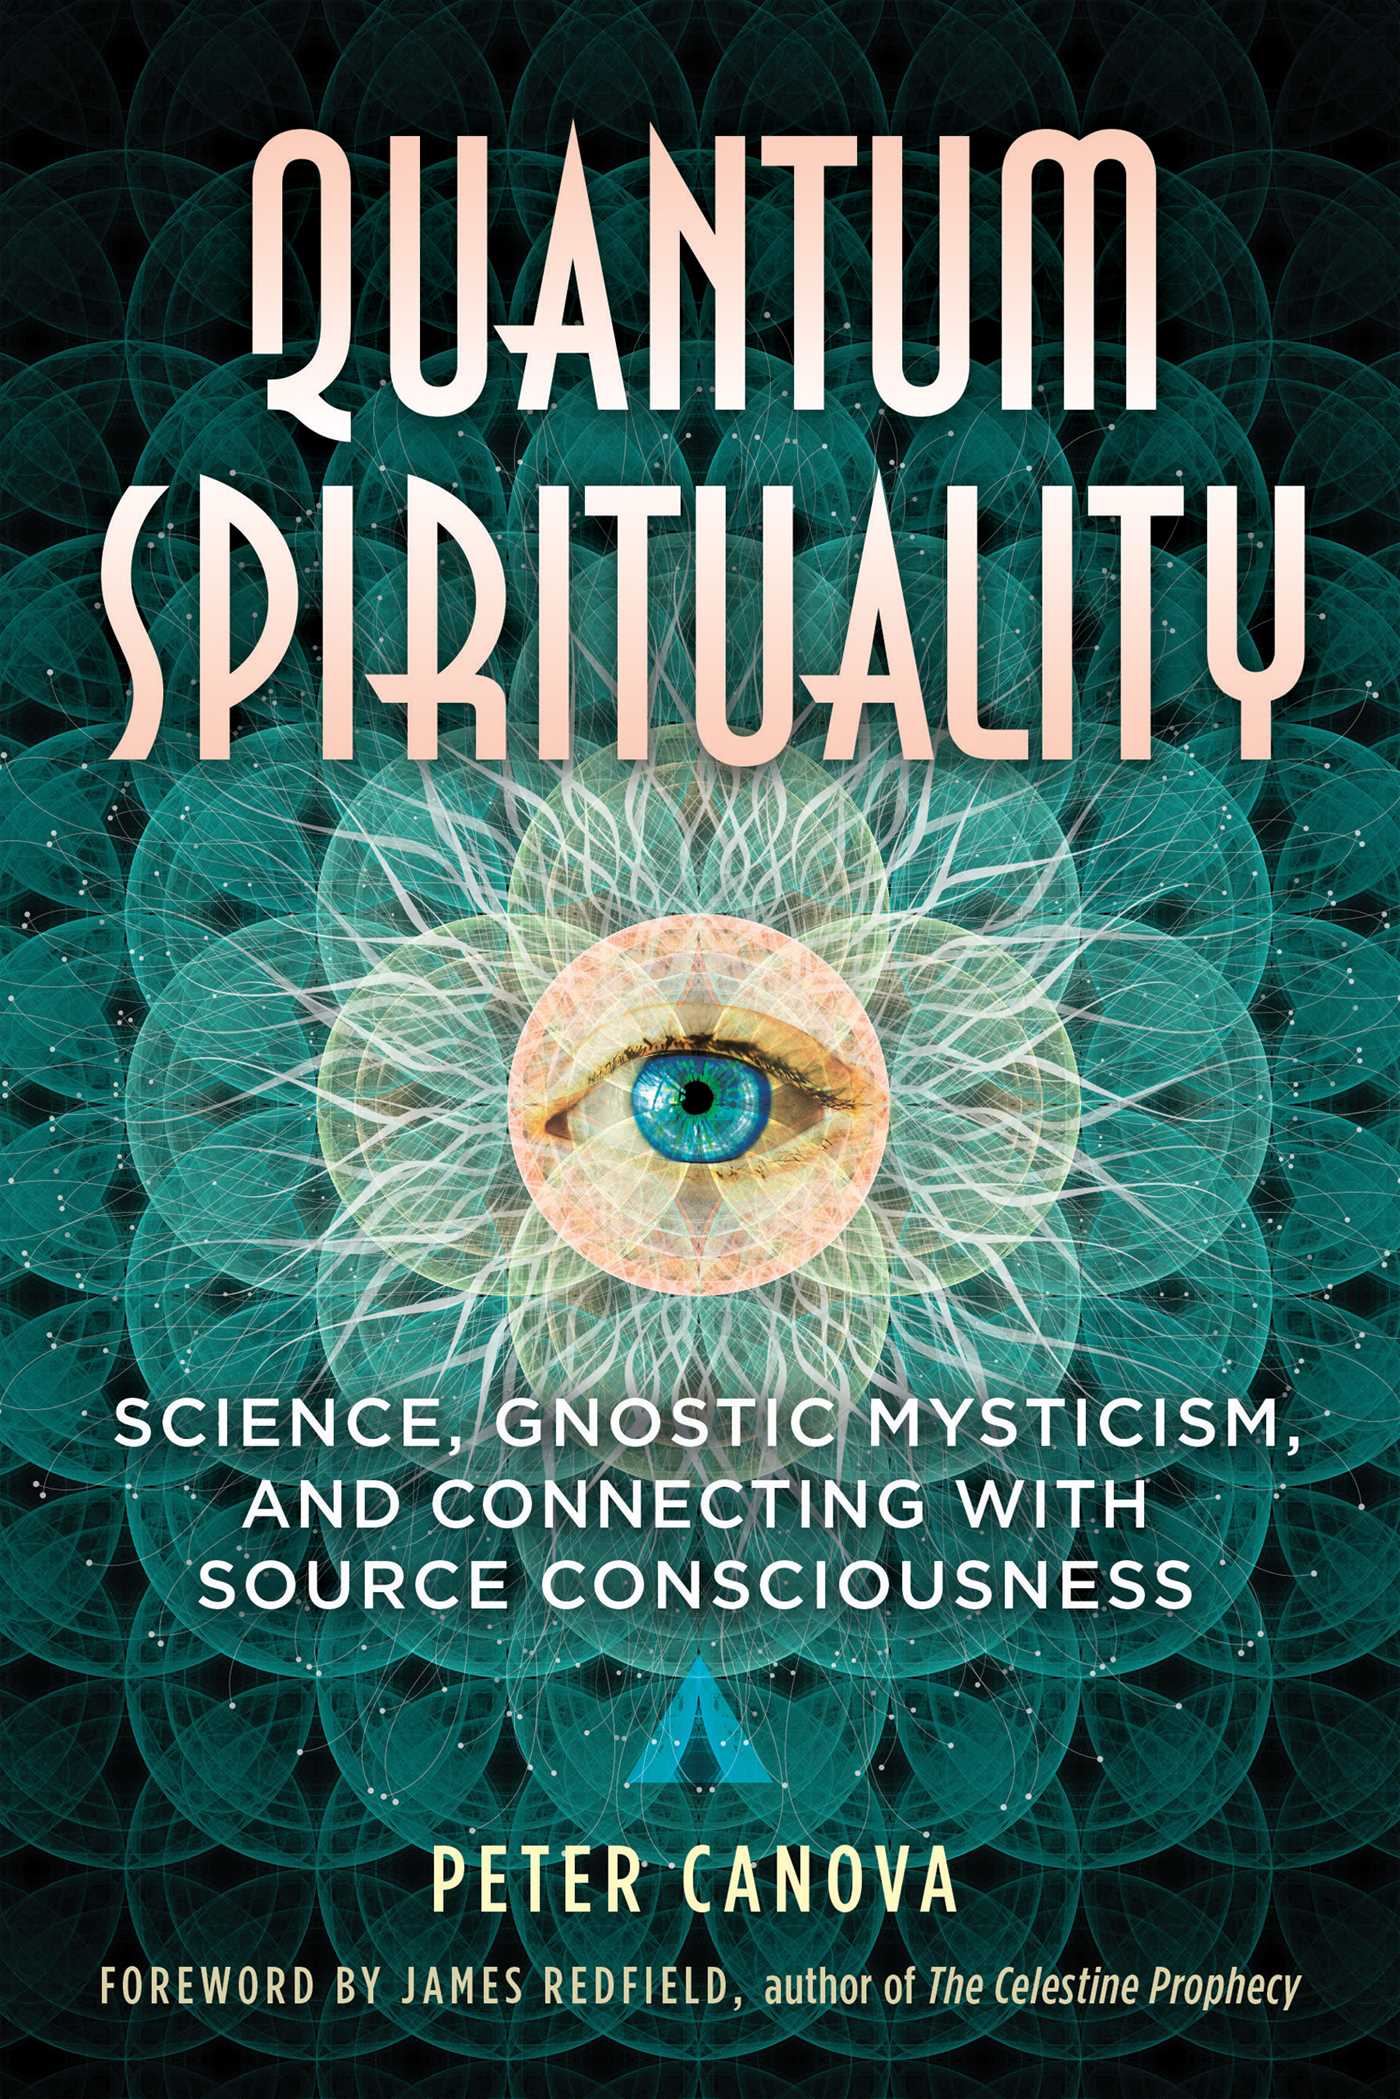 QUANTUM
SPIRITUALITY
SCIENCE, GNOSTIC MYSTICISM,
AND CONNECTING WITH
SOURCE CONSCIOUSNESS
PETER CANOVA
FOREWORD BY JAMES REDFIELD, author of The Celestine Prophecy